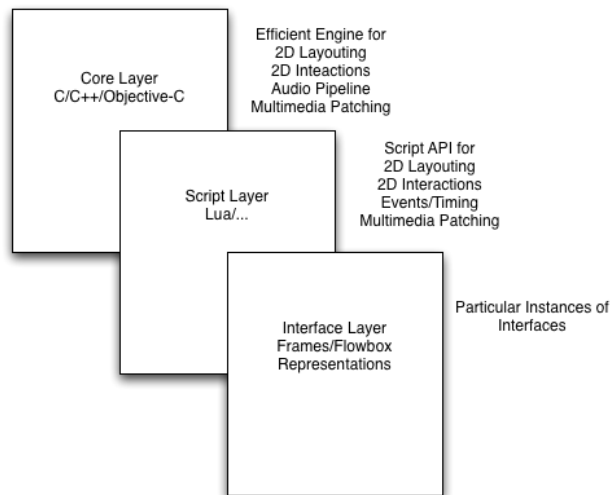 Core Layer
C/C++/Objective-C
Efficient Engine for
2D Layouting
2D Inteactions
Audio Pipeline
Multimedia Patching
Script Layer
Lua/...
Script API for
2D Layouting
2D Interactions
Events/Timing
Multimedia Patching
Interface Layer
Frames/Flowbox
Representations
Particular Instances of
Interfaces